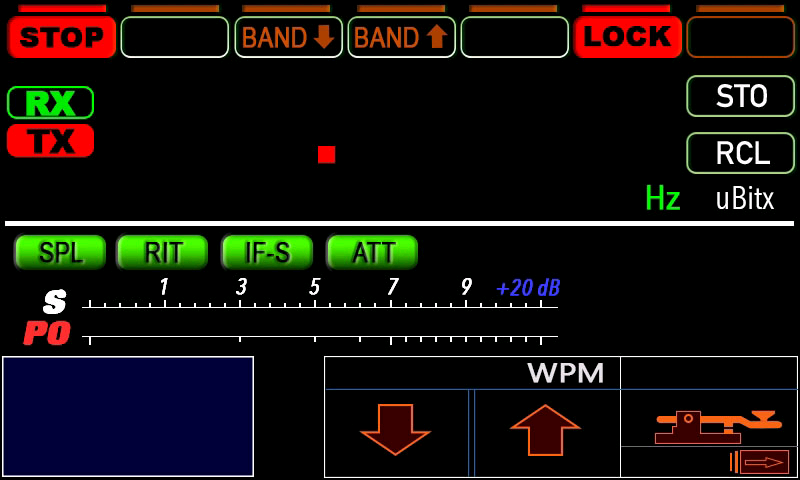 STOP BAND BAND LOCK
RX STO
TX RCL
Hz uBitx
SPL RIT IF-S ATT
1 3 5 7 9 +20 dB
S
PO
WPM